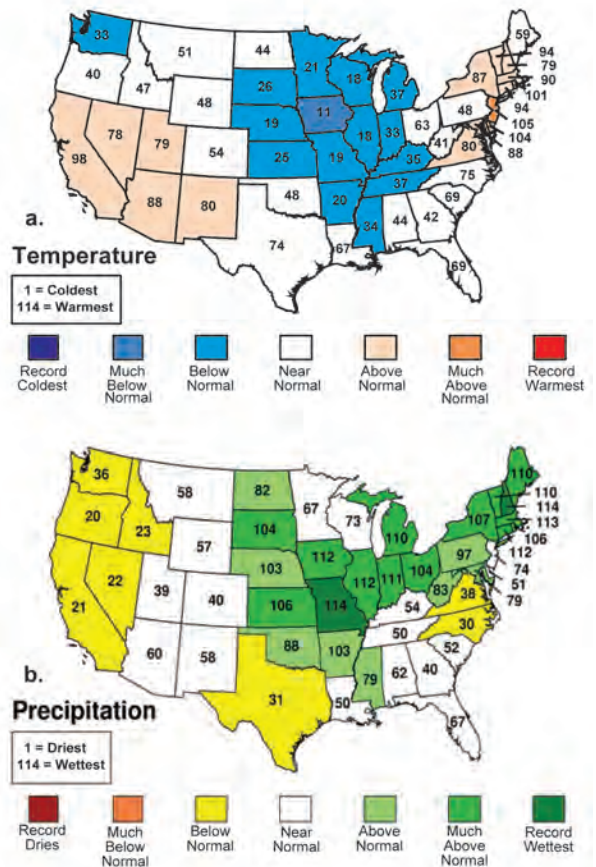 33
51
44
59
40
47
48
21
18
37
87
94
79
90
101
94
105
104
88
26
11
48
98
78
79
54
19
18
33
63
41
80
25
19
35
75
88
80
48
20
37
69
74
67
34
44
42
69
a.
Temperature
1 = Coldest
114 = Warmest
Record
Coldest
Much
Below
Normal
Below
Normal
Near
Normal
Above
Normal
Much
Above
Normal
Record
Warmest
36
58
82
67
110
20
23
57
104
73
110
107
110
114
113
106
112
74
51
79
21
22
39
40
103
112
112
111
104
97
83
38
106
114
54
30
60
58
88
103
50
52
31
50
79
62
40
67
b.
Precipitation
1 = Driest
114 = Wettest
Record
Dries
Much
Below
Normal
Below
Normal
Near
Normal
Above
Normal
Much
Above
Normal
Record
Wettest